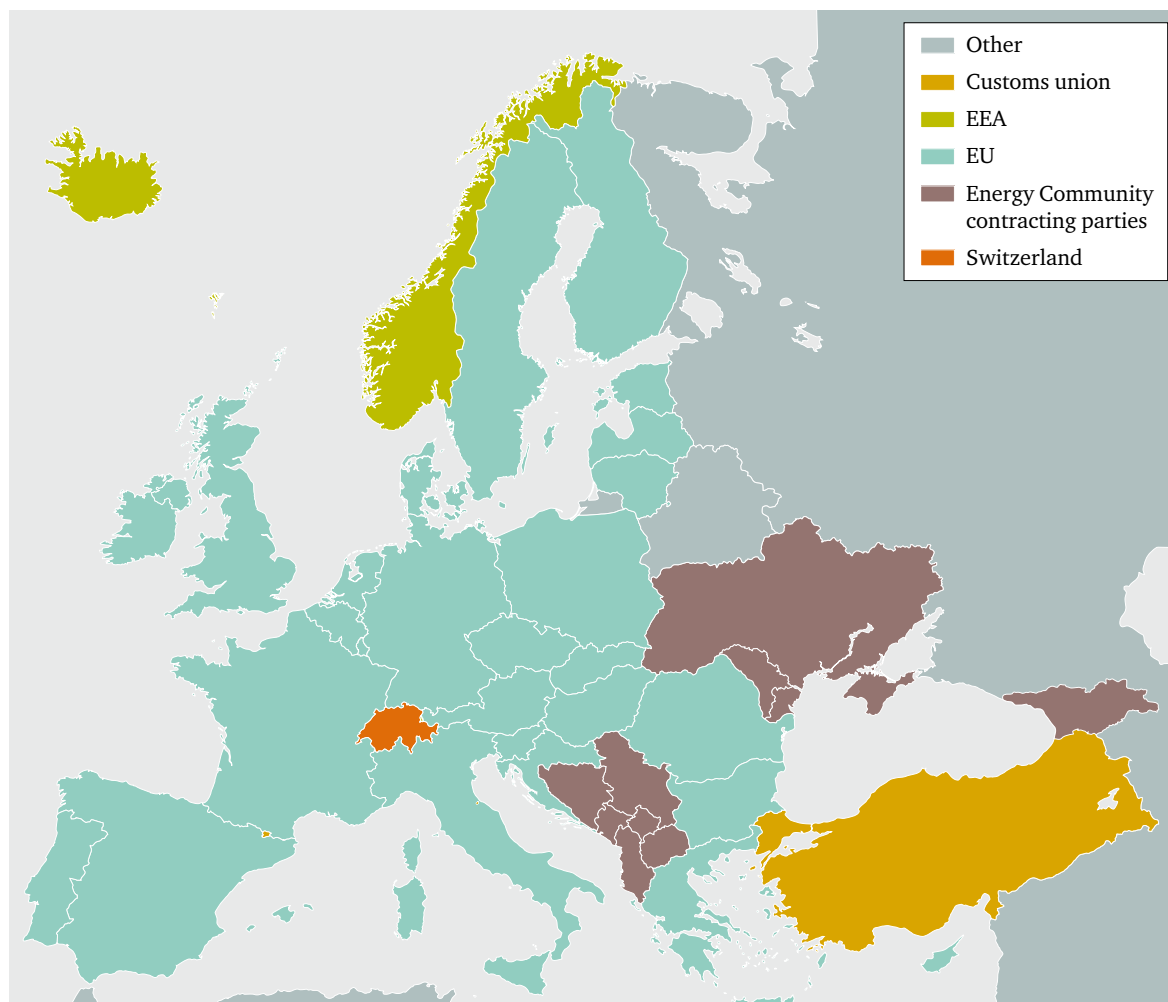 Other
Customs union
EEA
EU
Energy Community
contracting parties
Switzerland